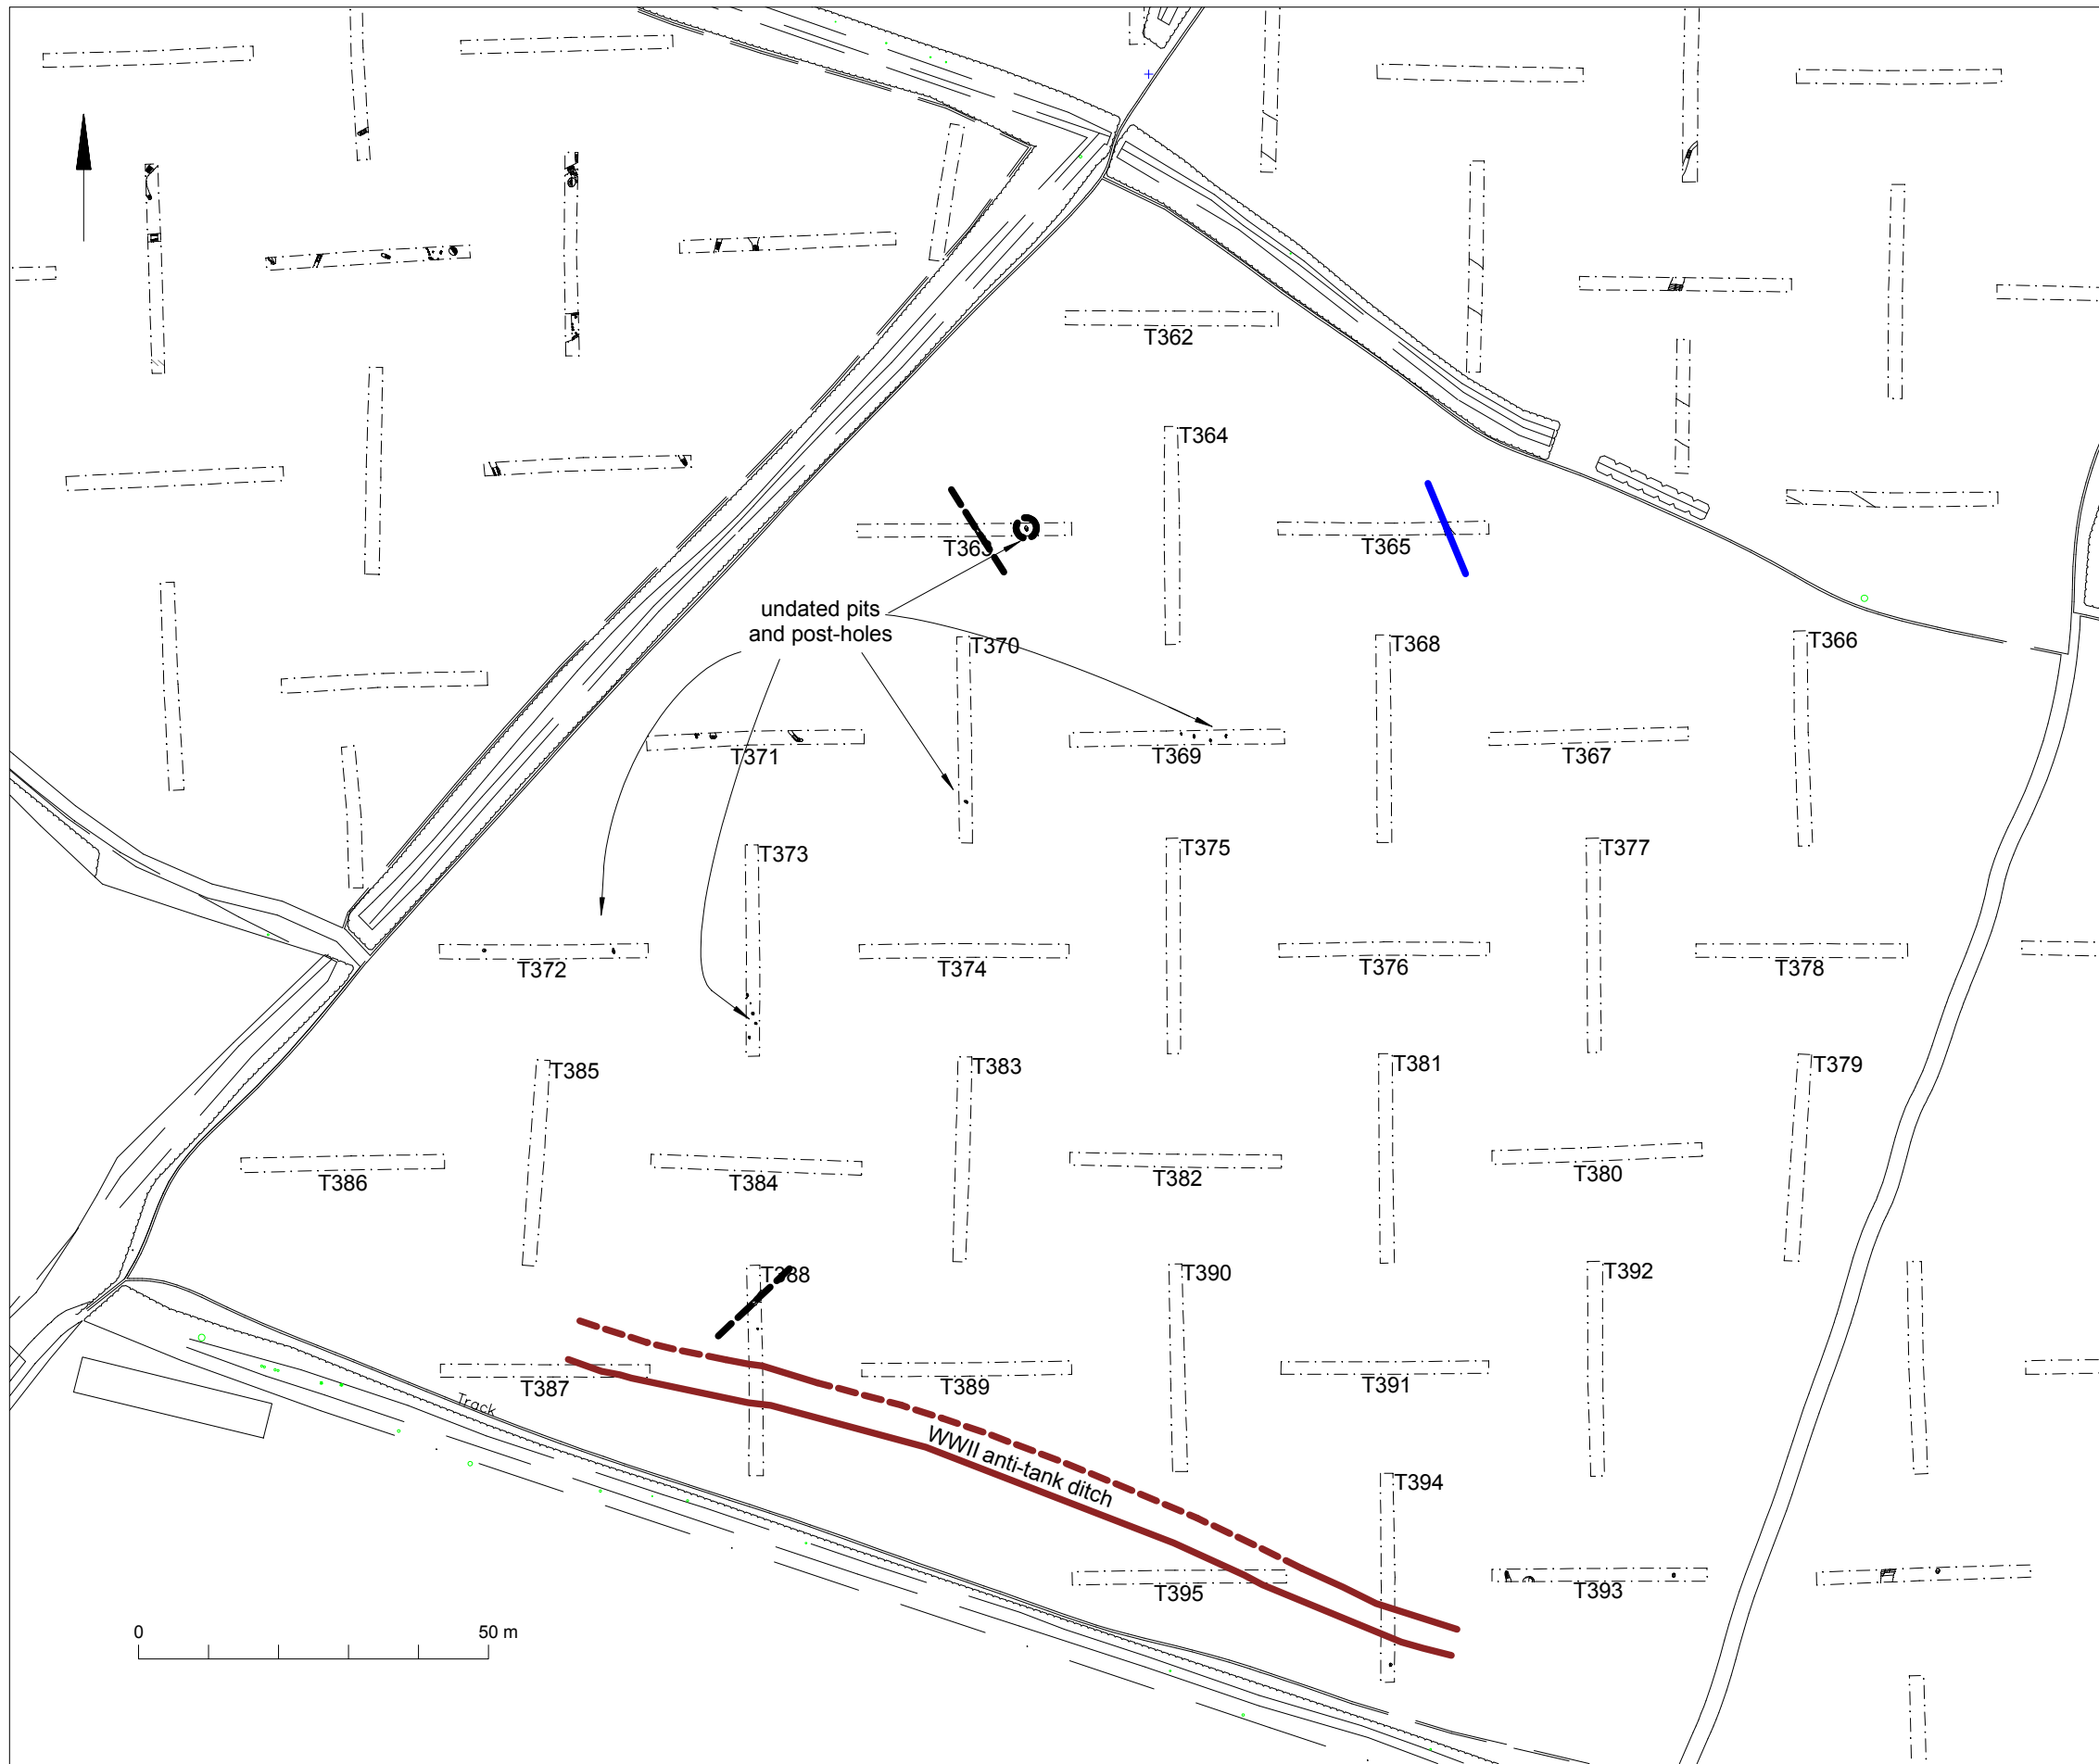 T362
T364
T363
T365
undated pits
and post-holes
T370
T368
T366
T371
T369
T367
T373
T375
T377
T372
T374
T376
T378
T385
T383
T381
T379
T386
T384
T382
T380
T388
T390
T392
T387
T389
T391
Track
WWII anti-tank ditch
T394
T395
T393
0
50 m